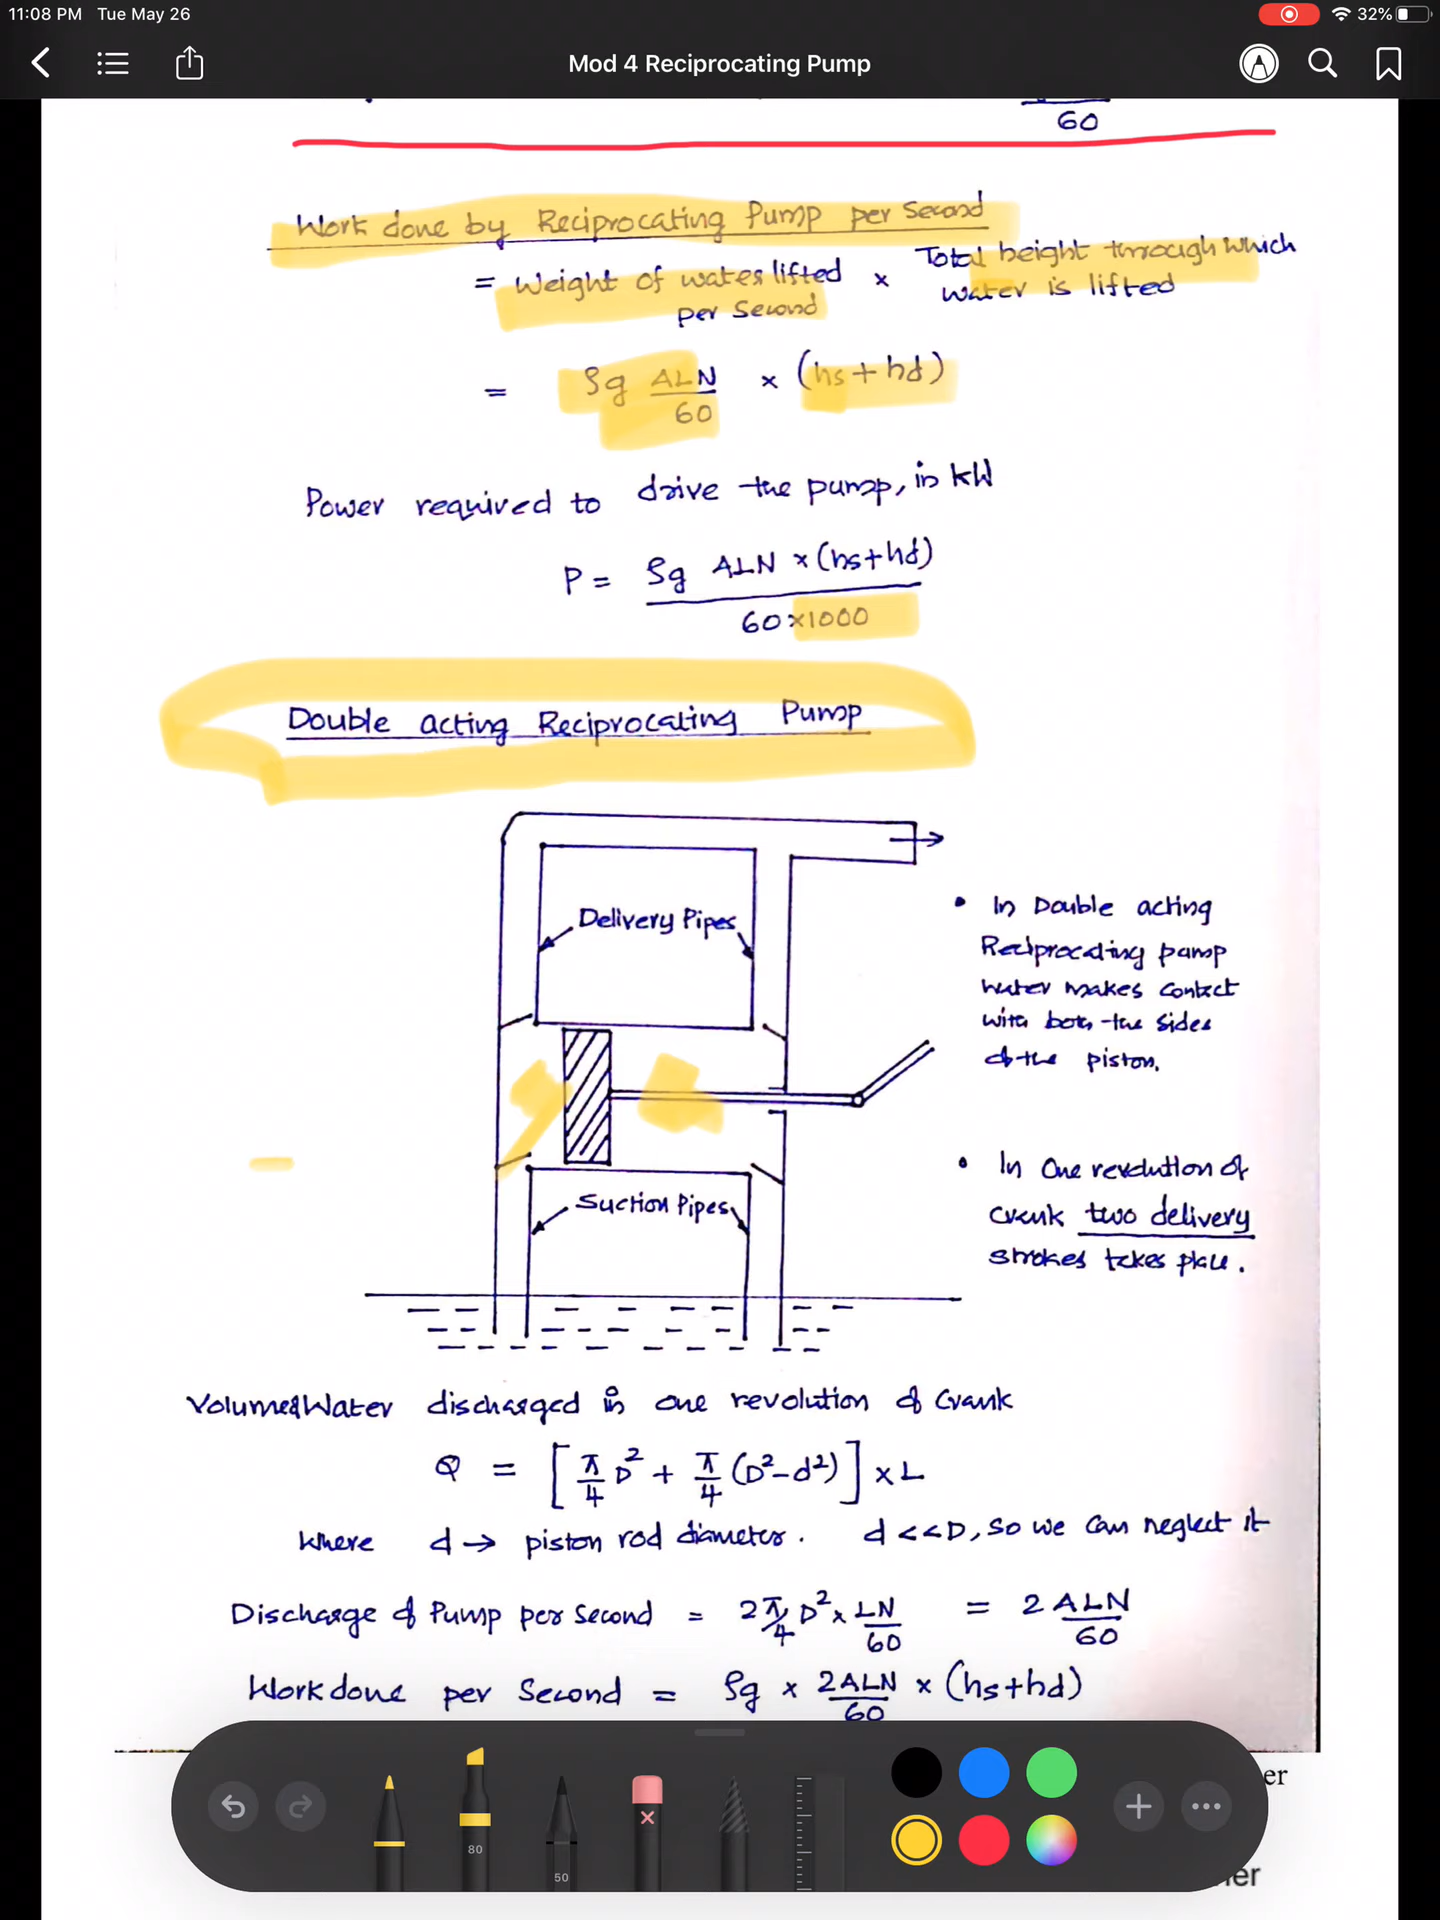 11:08 PM Tue May 26
32%
Mod 4 Reciprocating Pump
60
Work done by Reciprocating Pump per Second
= Weight of water lifted per Second × Total height through which water is lifted
= ρg ALN/60 × (hs+hd)
Power required to drive the pump, in kW
P = ρg ALN × (hs+hd)
60×1000
Double acting Reciprocating Pump
Delivery Pipes
• In Double acting
Reciprocating pump
water makes contact
with both the sides
of the piston.
Suction Pipes
• In One revolution of
crank two delivery
strokes takes place.
Volume of Water discharged in one revolution of Crank
Q = [π/4 D² + π/4 (D²-d²)] × L
Where d → piston rod diameter. d<<D, so we can neglect it
Discharge of Pump per Second = 2 π/4 D² × LN/60 = 2 ALN/60
Work done per Second = ρg × 2ALN/60 × (hs+hd)
er
80
50
er